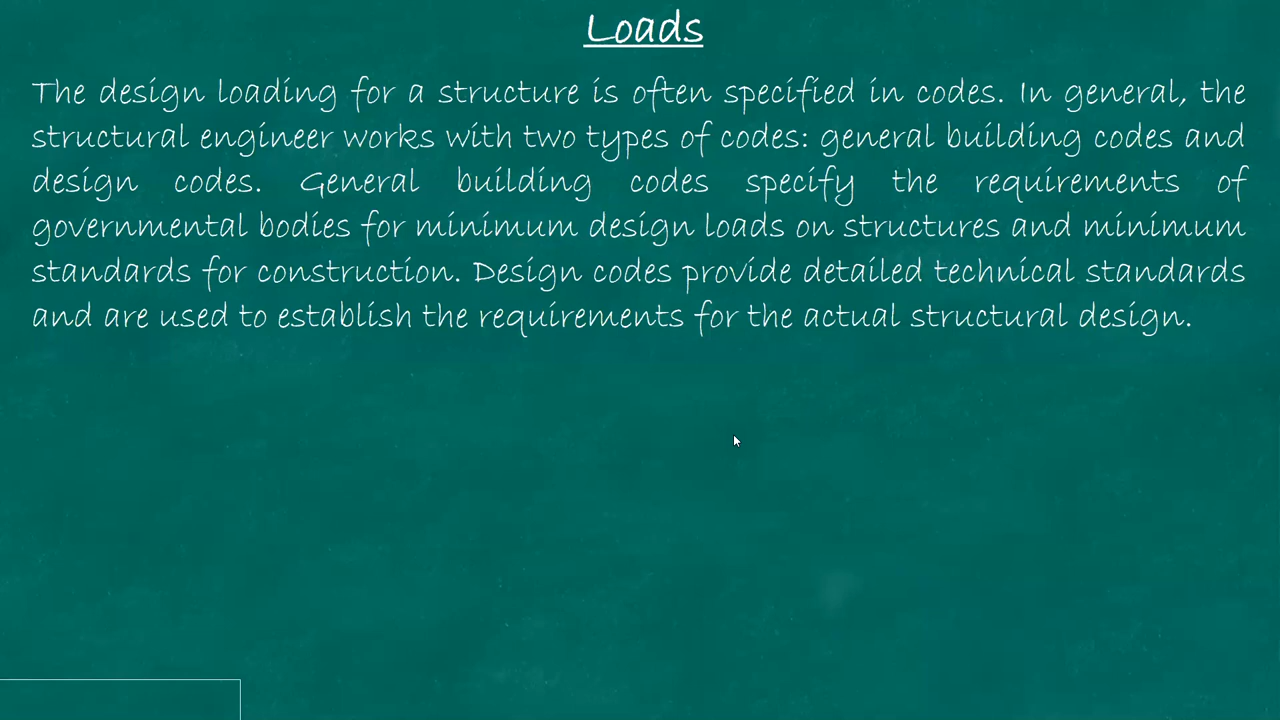 Loads
The design loading for a structure is often specified in codes. In general, the
structural engineer works with two types of codes: general building codes and
design codes. General building codes specify the requirements of
governmental bodies for minimum design loads on structures and minimum
standards for construction. Design codes provide detailed technical standards
and are used to establish the requirements for the actual structural design.